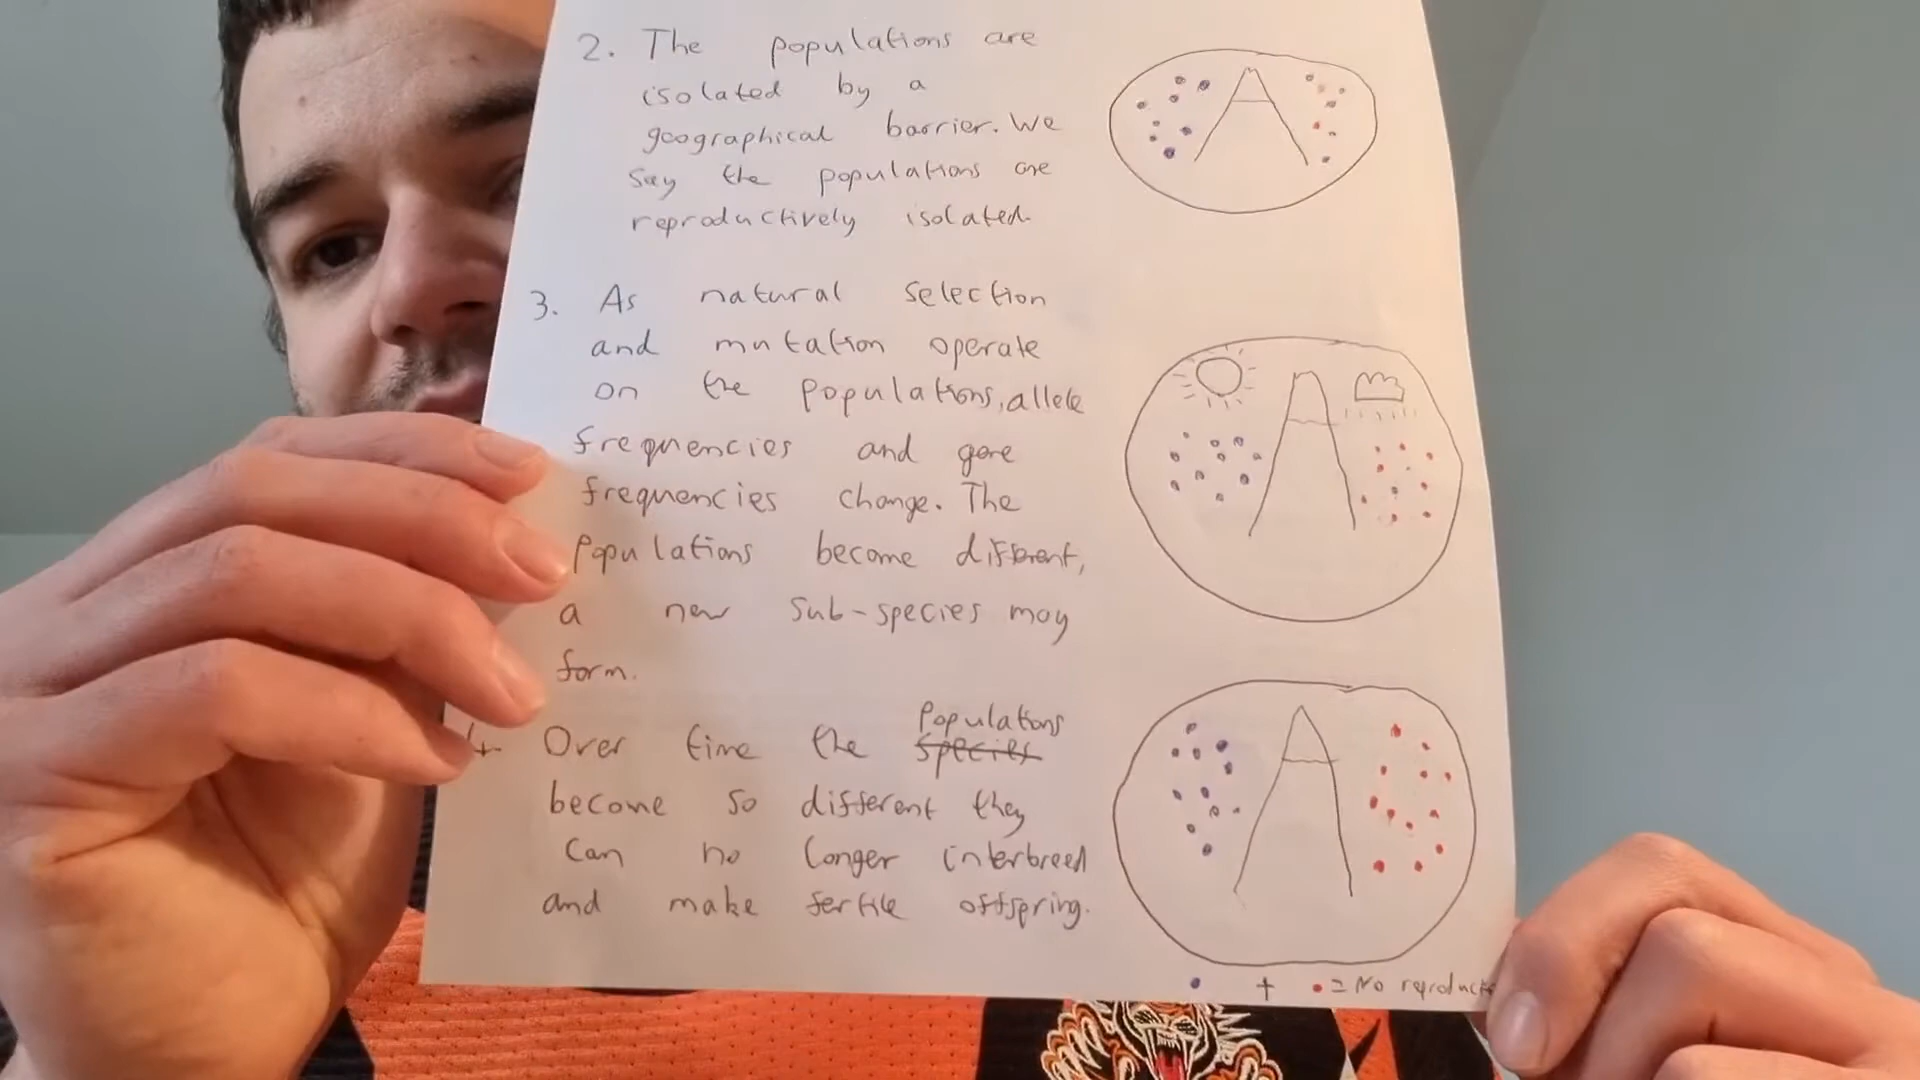 2. The populations are
isolated by a
geographical barrier. We
say the populations are
reproductively isolated.
3. As natural selection
and mutation operate
on the populations, allele
frequencies and gene
frequencies change. The
populations become different,
a new sub-species may
form.
4. Over time the species populations
become so different they
can no longer interbreed
and make fertile offspring.
+ = No reproduct